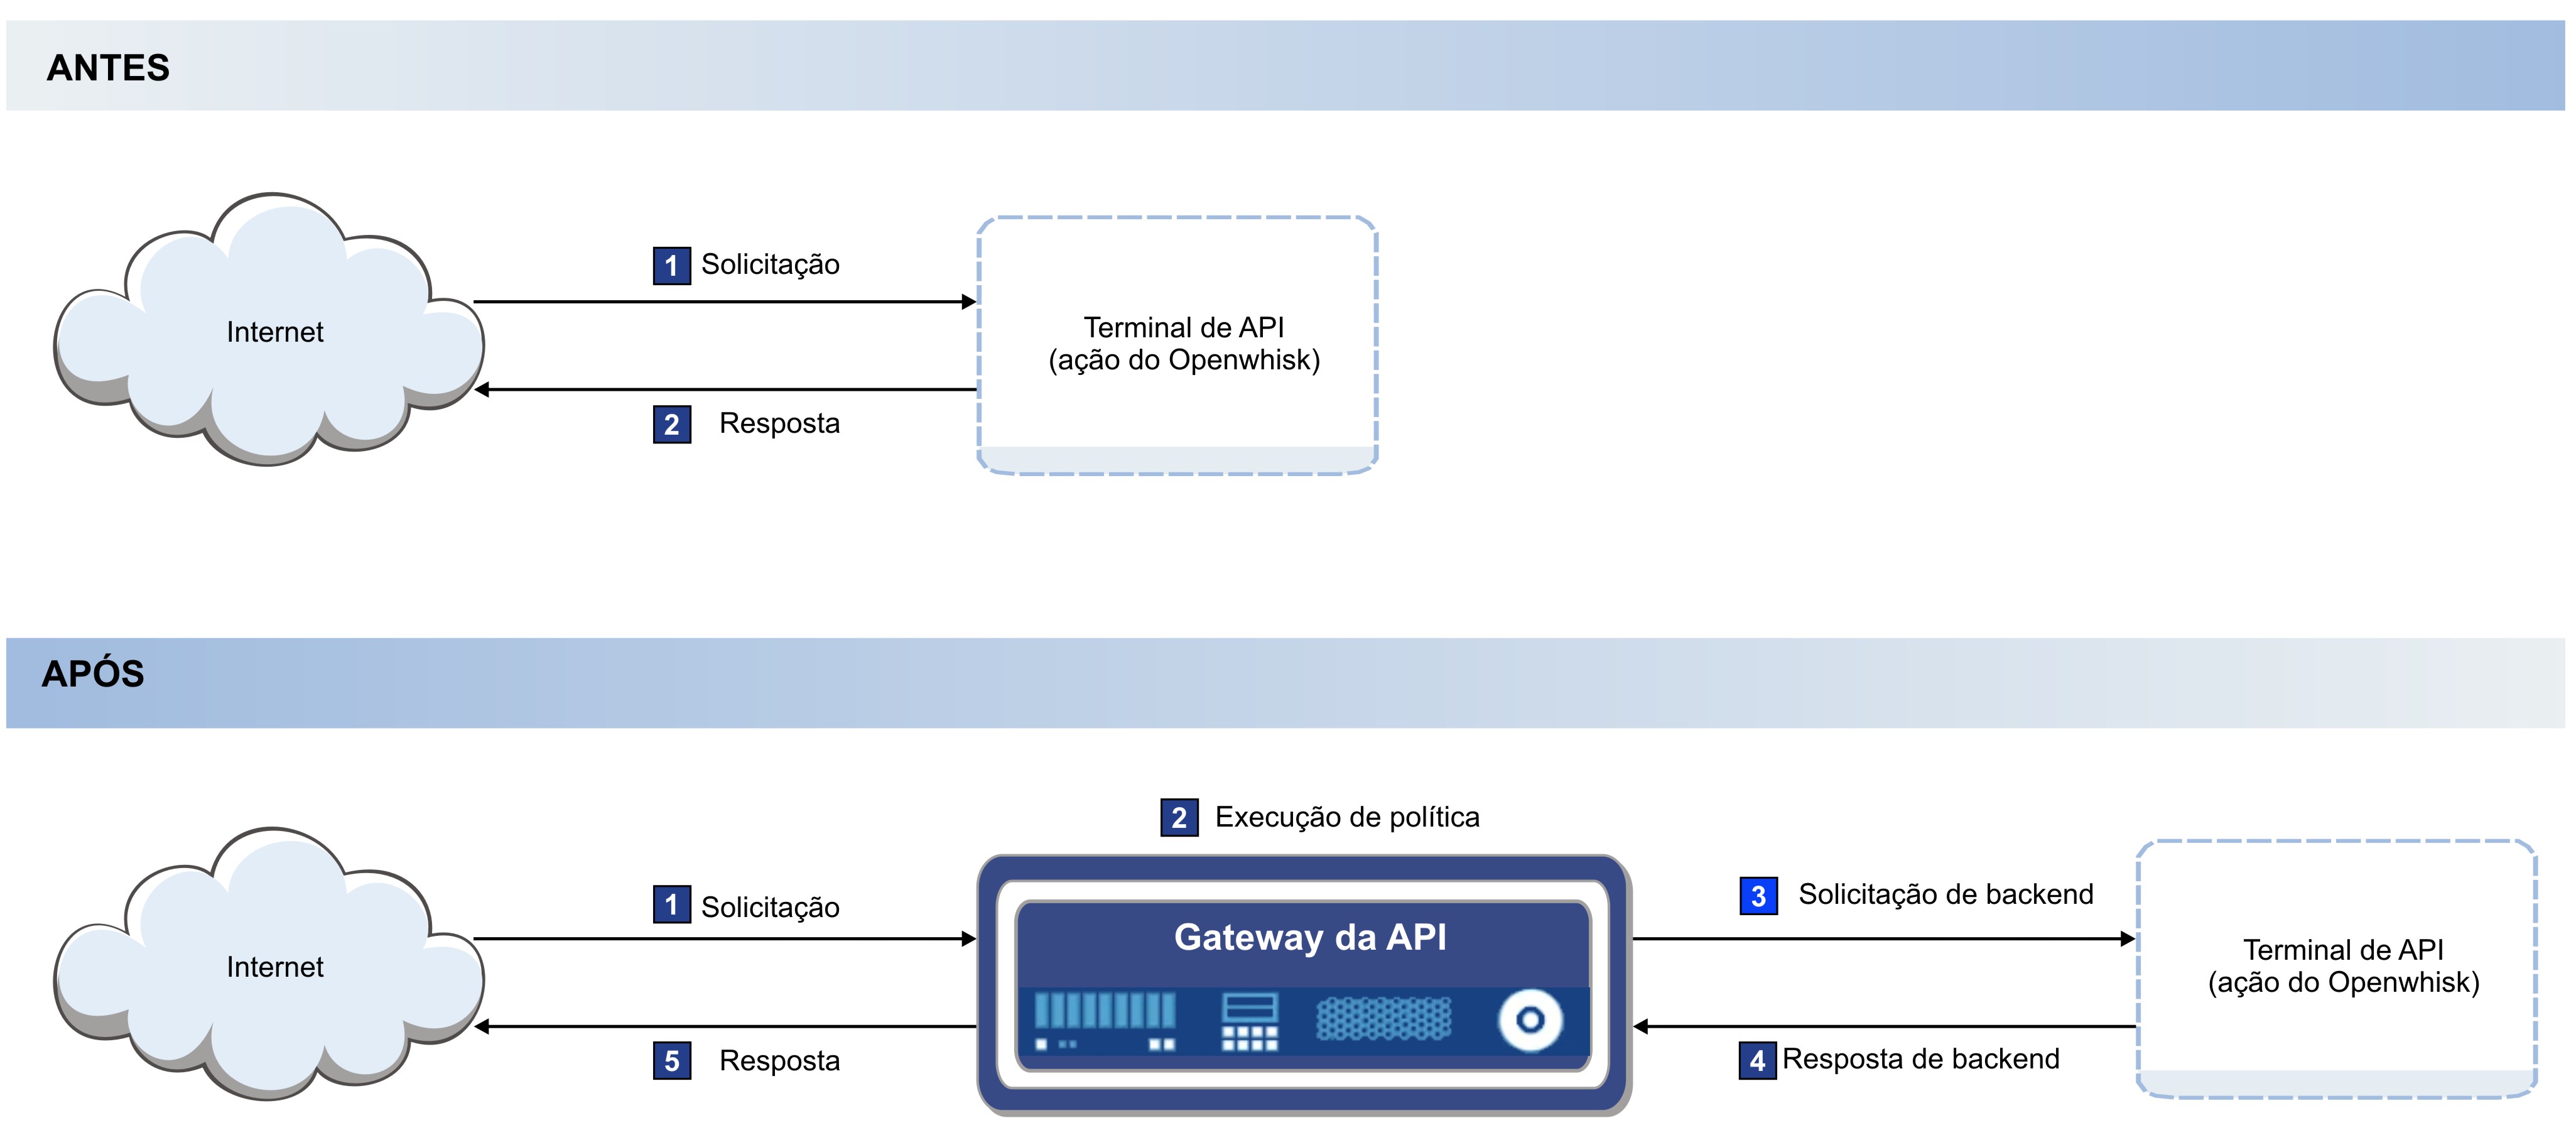 ANTES
Internet
1 Solicitação
2 Resposta
Terminal de API
(ação do Openwhisk)
APÓS
Internet
1 Solicitação
5 Resposta
2 Execução de política
Gateway da API
3 Solicitação de backend
4 Resposta de backend
Terminal de API
(ação do Openwhisk)